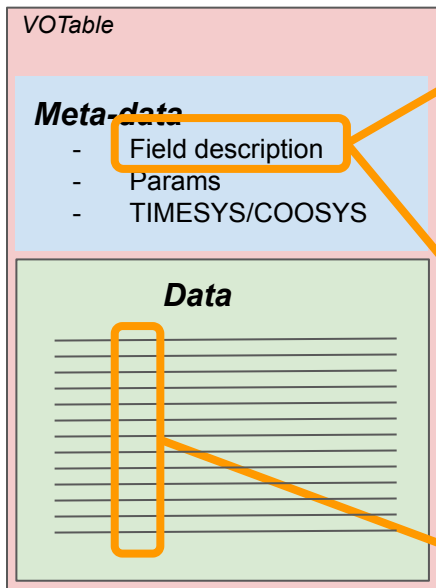 VOTable
Meta-data
- Field description
- Params
- TIMESYS/COOSYS
Data